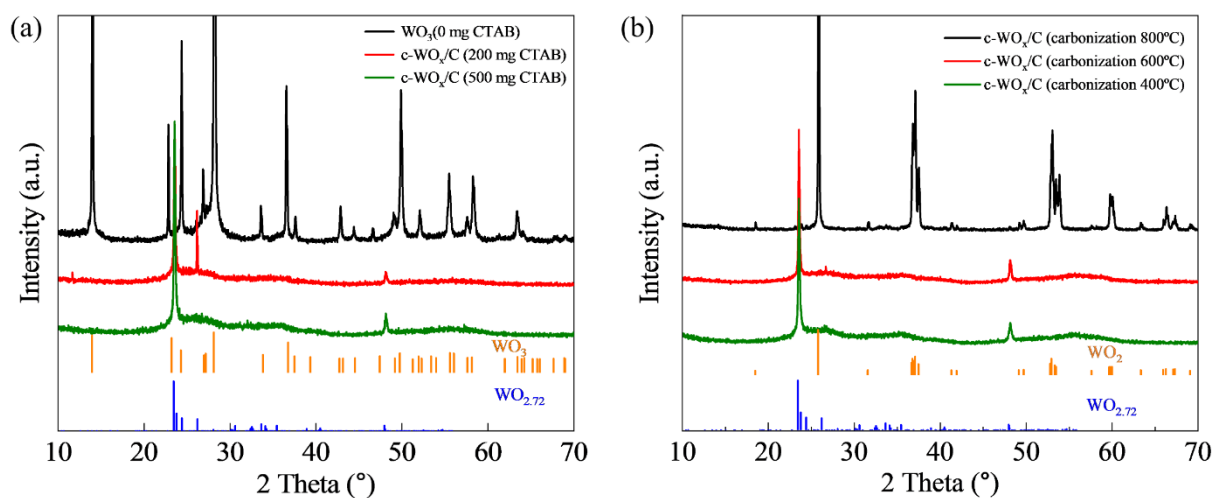 (a)
WO₃(0 mg CTAB)
c-WOₓ/C (200 mg CTAB)
c-WOₓ/C (500 mg CTAB)
Intensity (a.u.)
WO₃
WO₂.₇₂
10 20 30 40 50 60 70
2 Theta (°)
(b)
c-WOₓ/C (carbonization 800ºC)
c-WOₓ/C (carbonization 600ºC)
c-WOₓ/C (carbonization 400ºC)
Intensity (a.u.)
WO₂
WO₂.₇₂
10 20 30 40 50 60 70
2 Theta (°)